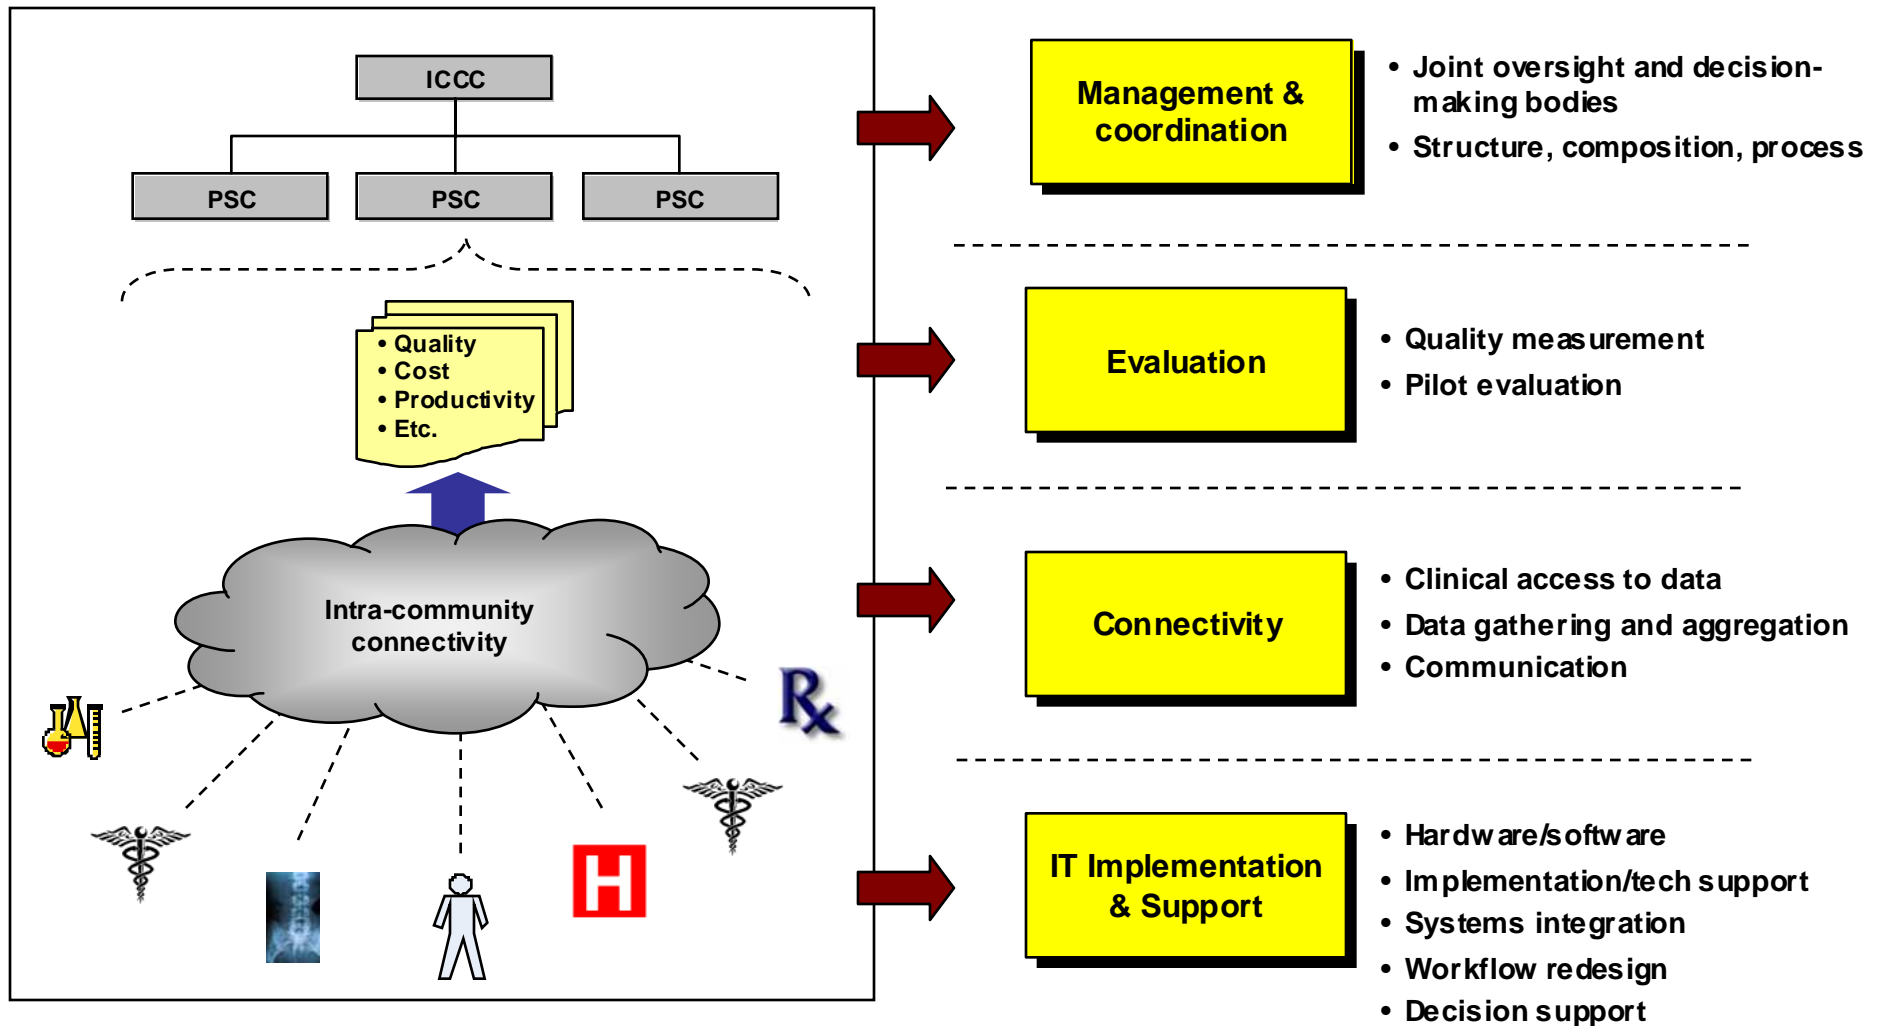 ICCC
PSC PSC PSC
• Quality
• Cost
• Productivity
• Etc.
Intra-community
connectivity
Rx
H
Management &
coordination
• Joint oversight and decision-
making bodies
• Structure, composition, process
Evaluation
• Quality measurement
• Pilot evaluation
Connectivity
• Clinical access to data
• Data gathering and aggregation
• Communication
IT Implementation
& Support
• Hardware/software
• Implementation/tech support
• Systems integration
• Workflow redesign
• Decision support